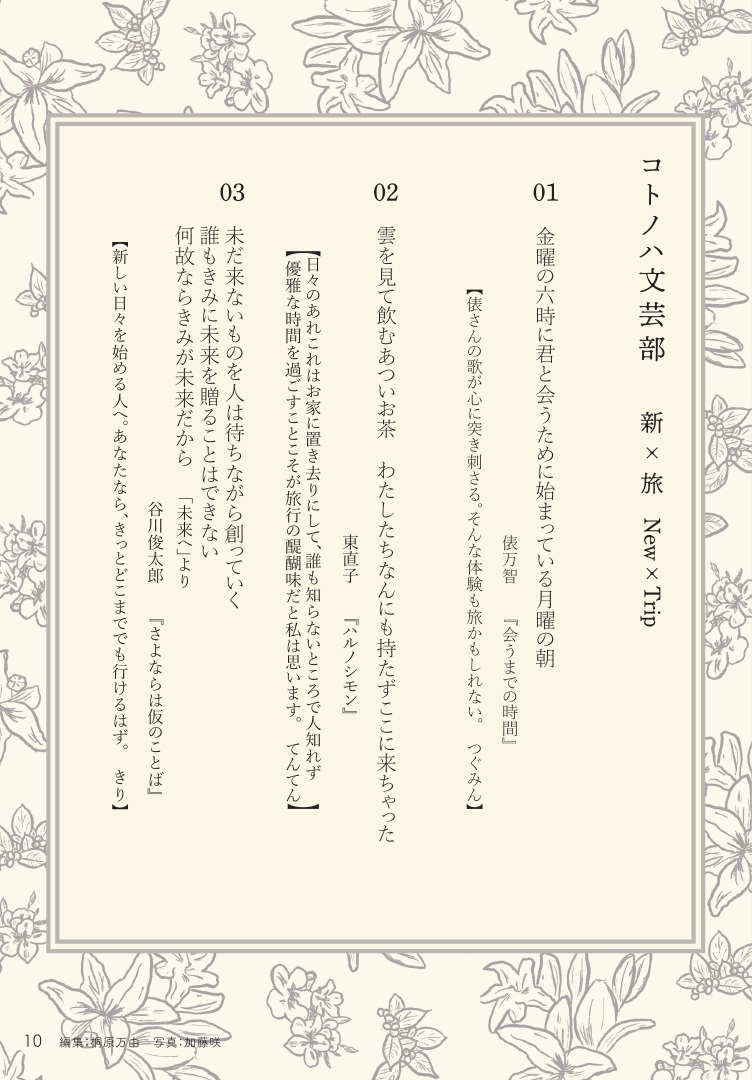 コトノハ文芸部　新×旅 New×Trip
01
金曜の六時に君と会うために始まっている月曜の朝
俵万智　『会うまでの時間』
【俵さんの歌が心に突き刺さる。そんな体験も旅かもしれない。　つぐみん】
02
雲を見て飲むあついお茶　わたしたちなんにも持たずここに来ちゃった
東直子　『ハルノシモン』
【日々のあれこれはお家に置き去りにして、誰も知らないところで人知れず
優雅な時間を過ごすことこそが旅行の醍醐味だと私は思います。　てんてん】
03
未だ来ないものを人は待ちながら創っていく
誰もきみに未来を贈ることはできない
何故ならきみが未来だから　「未来へ」より
谷川俊太郎　『さよならは仮のことば』
【新しい日々を始める人へ。あなたなら、きっとどこまででも行けるはず。　きり】
10　編集：桐原万由　写真：加藤咲